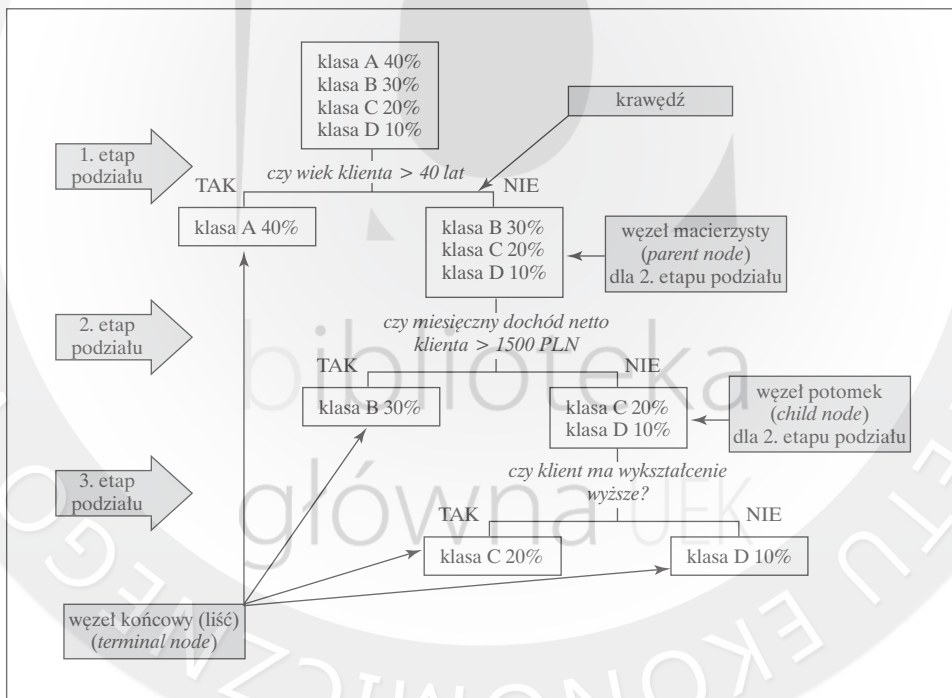 klasa A 40%
klasa B 30%
klasa C 20%
klasa D 10%
krawędź
1. etap
podziału
czy wiek klienta > 40 lat
TAK
NIE
klasa A 40%
klasa B 30%
klasa C 20%
klasa D 10%
węzeł macierzysty
(parent node)
dla 2. etapu podziału
2. etap
podziału
czy miesięczny dochód netto
klienta > 1500 PLN
TAK
NIE
klasa B 30%
klasa C 20%
klasa D 10%
węzeł potomek
(child node)
dla 2. etapu podziału
3. etap
podziału
czy klient ma wykształcenie
wyższe?
TAK
NIE
klasa C 20%
klasa D 10%
węzeł końcowy (liść)
(terminal node)
biblioteka
główna UEK
ETU EKONOMICZNEGO